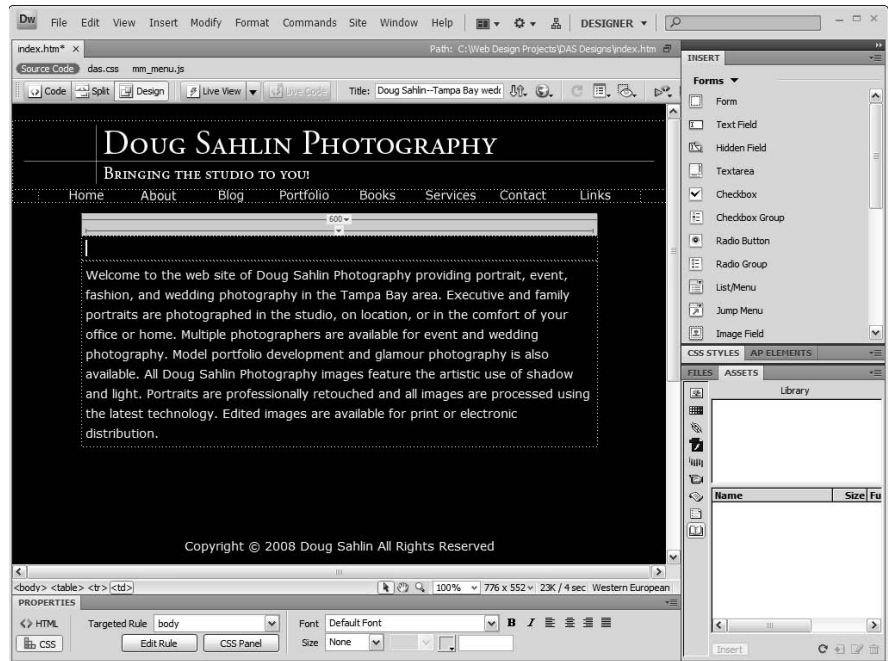 Dw File Edit View Insert Modify Format Commands Site Window Help DESIGNER
index.htm* × Path: C:\Web Design Projects\DAS Designs\index.htm
Source Code das.css mm_menu.js
Code Split Design Live View Live Code Title: Doug Sahlin--Tampa Bay wedd
DOUG SAHLIN PHOTOGRAPHY
BRINGING THE STUDIO TO YOU!
Home About Blog Portfolio Books Services Contact Links
600
Welcome to the web site of Doug Sahlin Photography providing portrait, event,
fashion, and wedding photography in the Tampa Bay area. Executive and family
portraits are photographed in the studio, on location, or in the comfort of your
office or home. Multiple photographers are available for event and wedding
photography. Model portfolio development and glamour photography is also
available. All Doug Sahlin Photography images feature the artistic use of shadow
and light. Portraits are professionally retouched and all images are processed using
the latest technology. Edited images are available for print or electronic
distribution.
Copyright © 2008 Doug Sahlin All Rights Reserved
<body> <table> <tr> <td> 100% 776 x 552 23K / 4 sec Western European
PROPERTIES
<> HTML Targeted Rule body Font Default Font B I
CSS Edit Rule CSS Panel Size None
INSERT
Forms
Form
Text Field
Hidden Field
Textarea
Checkbox
Checkbox Group
Radio Button
Radio Group
List/Menu
Jump Menu
Image Field
CSS STYLES AP ELEMENTS
FILES ASSETS
Library
Name Size Fu
Insert